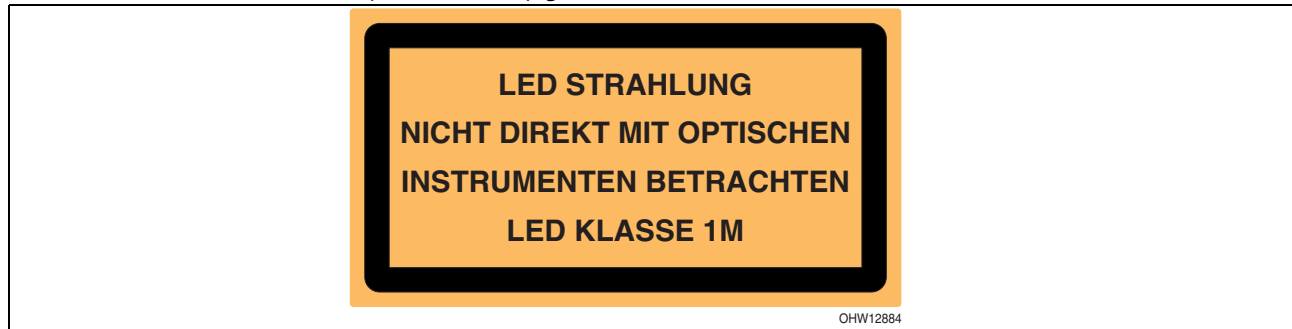 LED STRAHLUNG
NICHT DIREKT MIT OPTISCHEN
INSTRUMENTEN BETRACHTEN
LED KLASSE 1M
OHW12884